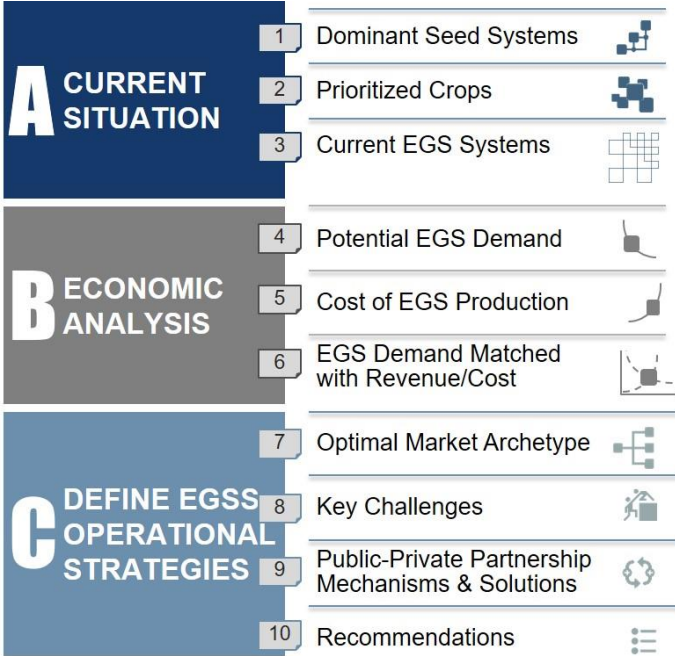 A
CURRENT
SITUATION
1
Dominant Seed Systems
2
Prioritized Crops
3
Current EGS Systems
B
ECONOMIC
ANALYSIS
4
Potential EGS Demand
5
Cost of EGS Production
6
EGS Demand Matched
with Revenue/Cost
C
DEFINE EGSS
OPERATIONAL
STRATEGIES
7
Optimal Market Archetype
8
Key Challenges
9
Public-Private Partnership
Mechanisms & Solutions
10
Recommendations